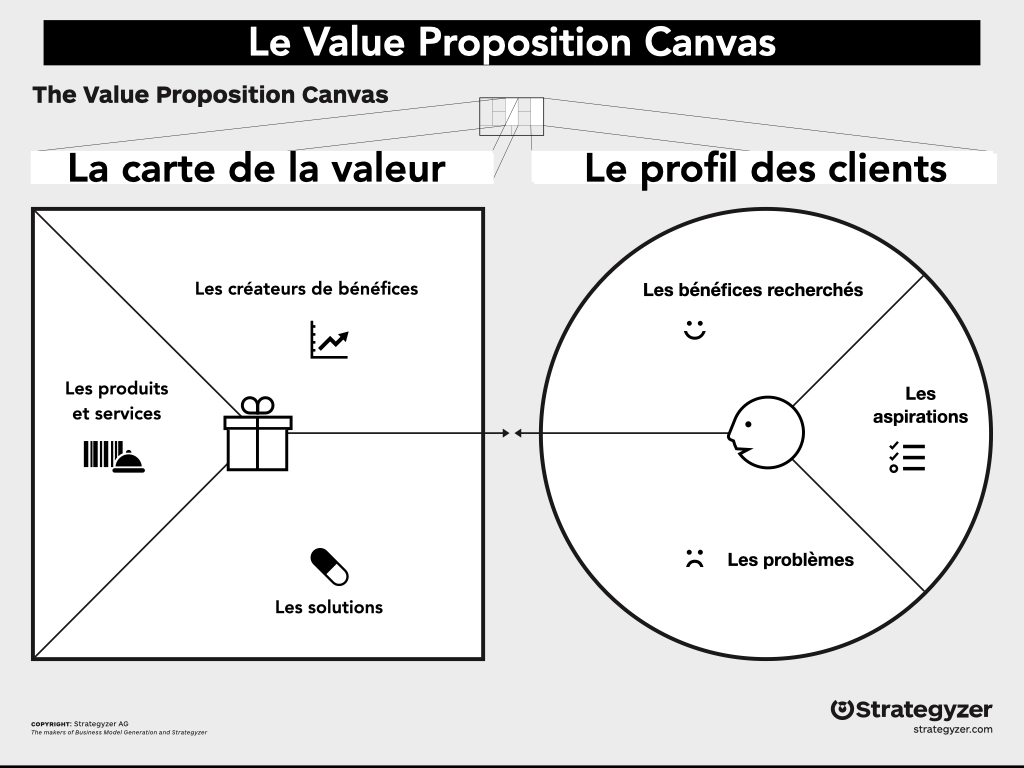 Le Value Proposition Canvas
The Value Proposition Canvas
La carte de la valeur
Le profil des clients
Les créateurs de bénéfices
Les produits
et services
Les solutions
Les bénéfices recherchés
Les
aspirations
Les problèmes
COPYRIGHT: Strategyzer AG
The makers of Business Model Generation and Strategyzer
Strategyzer
strategyzer.com